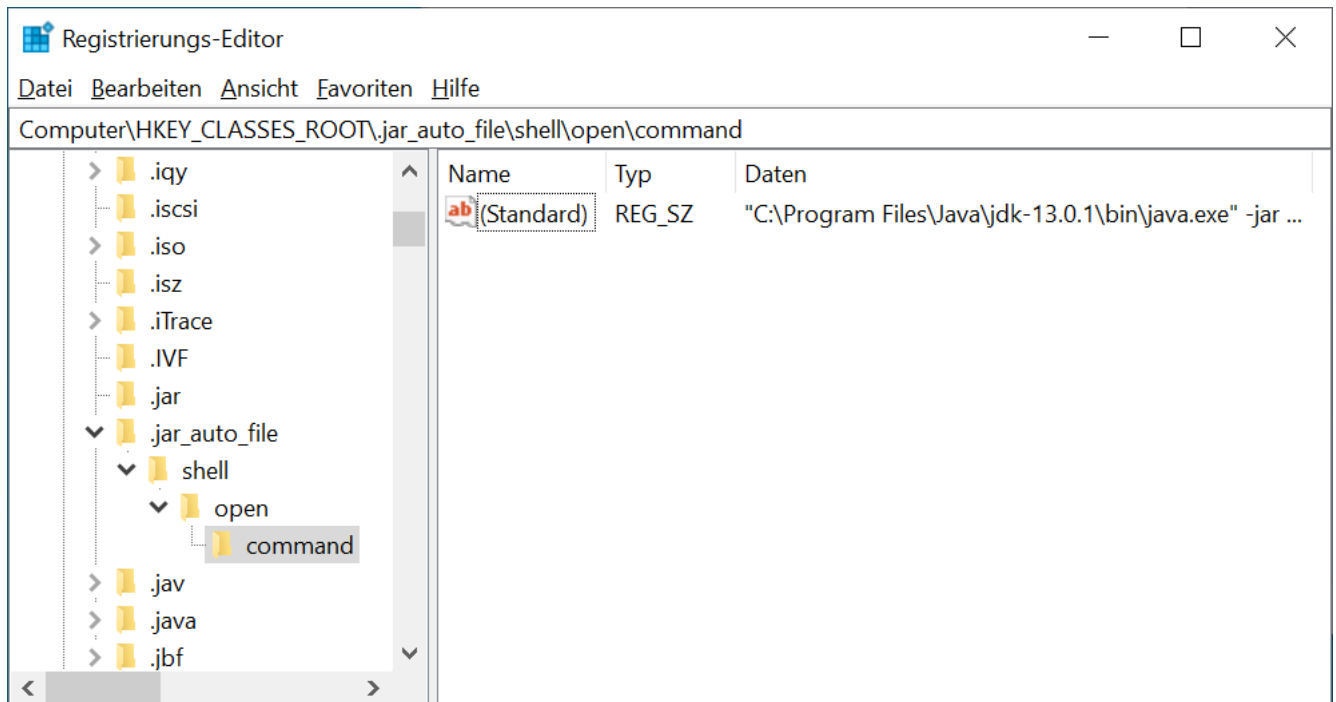 Registrierungs-Editor
Datei Bearbeiten Ansicht Favoriten Hilfe
Computer\HKEY_CLASSES_ROOT\.jar_auto_file\shell\open\command
.iqy
.iscsi
.iso
.isz
.iTrace
.IVF
.jar
.jar_auto_file
shell
open
command
.jav
.java
.jbf
Name Typ Daten
ab (Standard) REG_SZ "C:\Program Files\Java\jdk-13.0.1\bin\java.exe" -jar ...